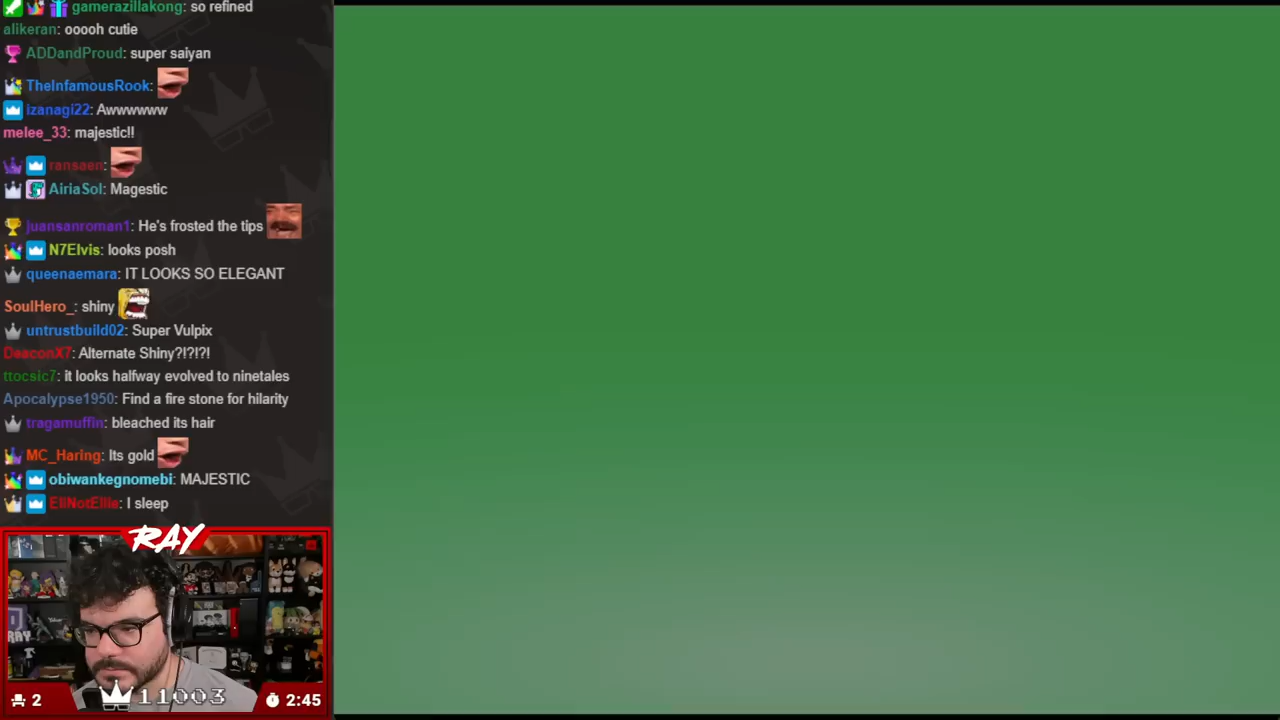 gamerazillakong: so refined
alikeran: ooooh cutie
ADDandProud: super saiyan
TheInfamousRook:
izanagi22: Awwwwww
melee_33: majestic!!
ransaen:
AiriaSol: Magestic
juansanroman1: He's frosted the tips
N7Elvis: looks posh
queenaemara: IT LOOKS SO ELEGANT
SoulHero_: shiny
untrustbuild02: Super Vulpix
DeaconX7: Alternate Shiny?!?!?!
ttocsic7: it looks halfway evolved to ninetales
Apocalypse1950: Find a fire stone for hilarity
tragamuffin: bleached its hair
MC_Haring: Its gold
obiwankegnomebi: MAJESTIC
EliNotEllie: I sleep
RAY
RAY
2
11003
2:45